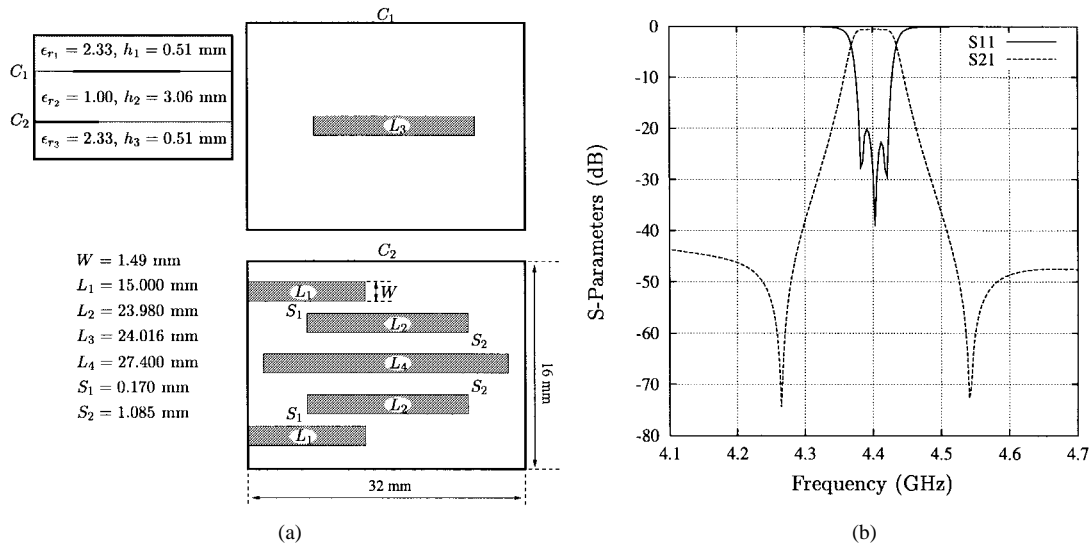 C₁
ϵr₁ = 2.33, h₁ = 0.51 mm
C₁
ϵr₂ = 1.00, h₂ = 3.06 mm
C₂
ϵr₃ = 2.33, h₃ = 0.51 mm
L₃
C₂
W = 1.49 mm
L₁ = 15.000 mm
L₂ = 23.980 mm
L₃ = 24.016 mm
L₄ = 27.400 mm
S₁ = 0.170 mm
S₂ = 1.085 mm
L₁
W
S₁
L₂
S₂
L₄
S₂
L₂
S₁
L₁
16 mm
32 mm
(a)
S-Parameters (dB)
0
-10
-20
-30
-40
-50
-60
-70
-80
S11
S21
4.1 4.2 4.3 4.4 4.5 4.6 4.7
Frequency (GHz)
(b)